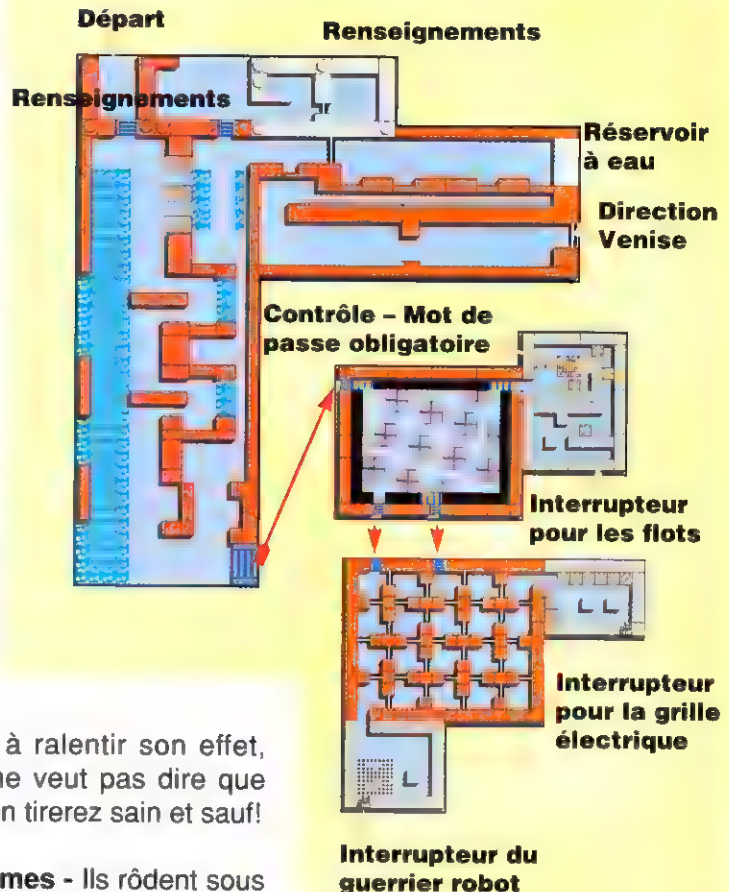 Départ
Renseignements
Renseignements
Réservoir
à eau
Direction
Venise
Contrôle – Mot de
passe obligatoire
Interrupteur
pour les flots
Interrupteur
pour la grille
électrique
Interrupteur du
guerrier robot
à ralentir son effet,
ne veut pas dire que
n tirerez sain et sauf!
mes - Ils rôdent sous